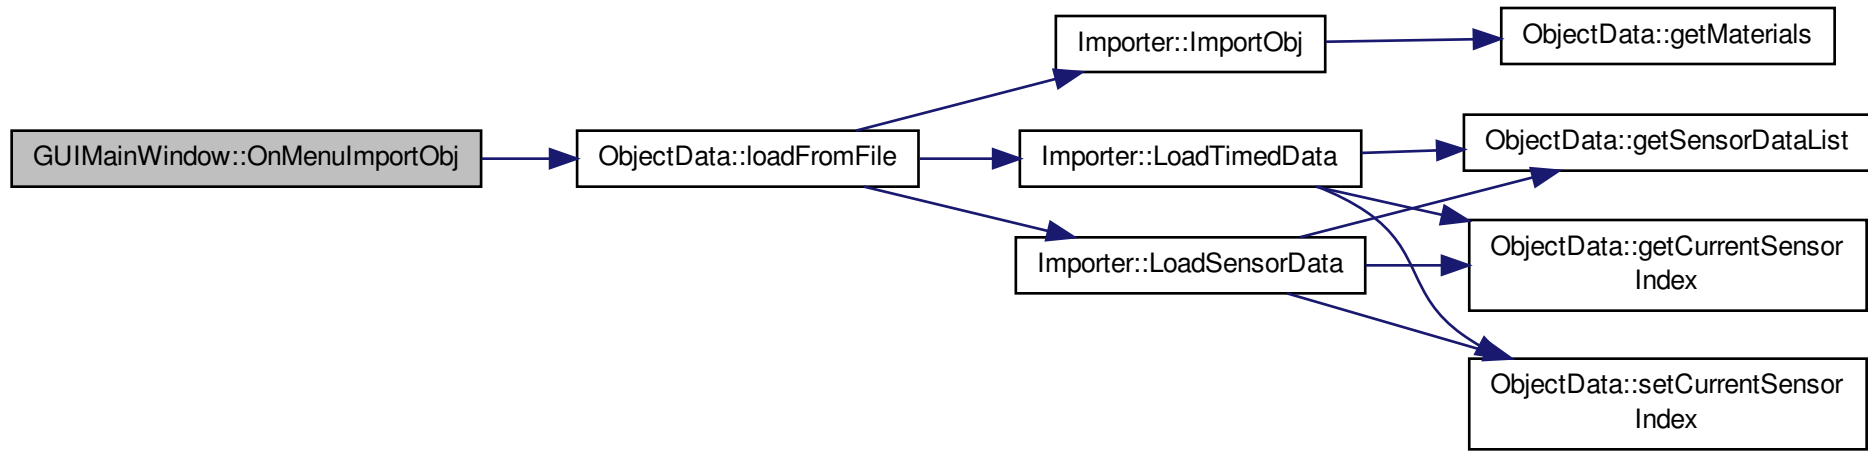 GUIMainWindow::OnMenuImportObj
ObjectData::loadFromFile
Importer::ImportObj
Importer::LoadTimedData
Importer::LoadSensorData
ObjectData::getMaterials
ObjectData::getSensorDataList
ObjectData::getCurrentSensor
Index
ObjectData::setCurrentSensor
Index